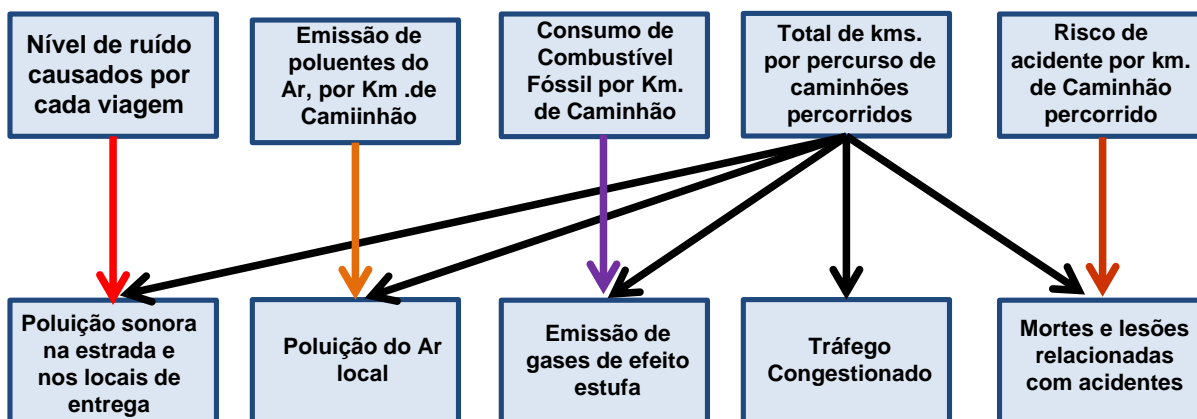 Nível de ruído
causados por
cada viagem
Emissão de
poluentes do
Ar, por Km .de
Camiinhão
Consumo de
Combustível
Fóssil por Km.
de Caminhão
Total de kms.
por percurso de
caminhões
percorridos
Risco de
acidente por km.
de Caminhão
percorrido
Poluição sonora
na estrada e
nos locais de
entrega
Poluição do Ar
local
Emissão de
gases de efeito
estufa
Tráfego
Congestionado
Mortes e lesões
relacionadas
com acidentes